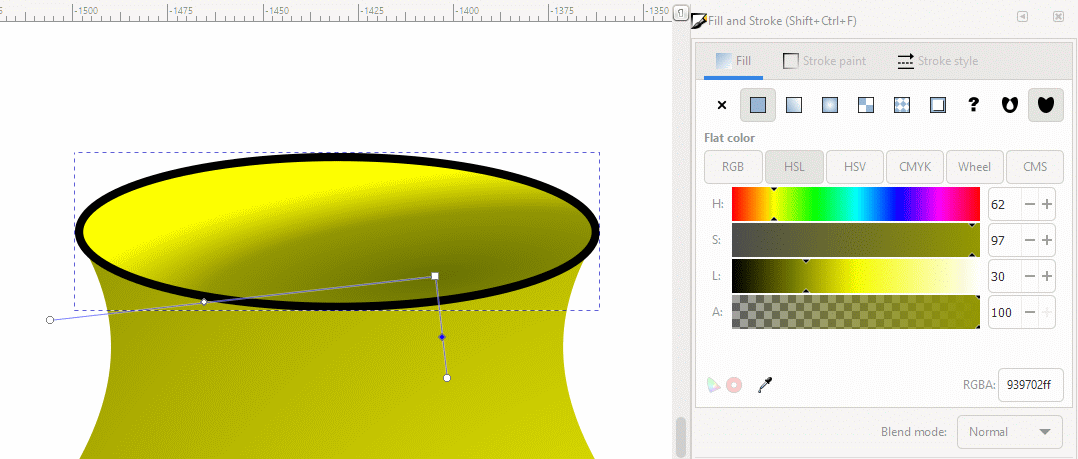 -1500 -1475 -1450 -1425 -1400 -1375 -1350
Fill and Stroke (Shift+Ctrl+F)
Fill Stroke paint Stroke style
?
Flat color
RGB HSL HSV CMYK Wheel CMS
H: 62
S: 97
L: 30
A: 100
RGBA: 939702ff
Blend mode: Normal